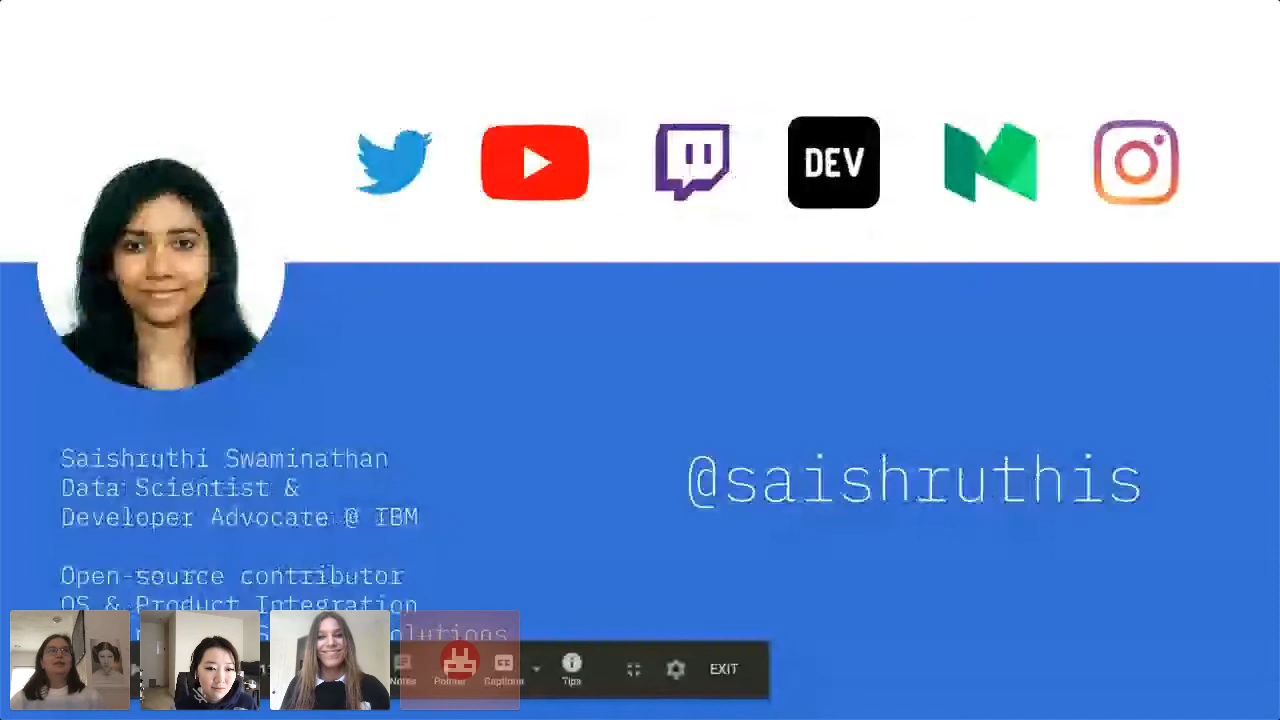 DEV
Saishruthi Swaminathan
Data Scientist &
Developer Advocate @ IBM
@saishruthis
Open-source contributor
OS & Product Integration
Notes
Pointer
Captions
Tips
EXIT